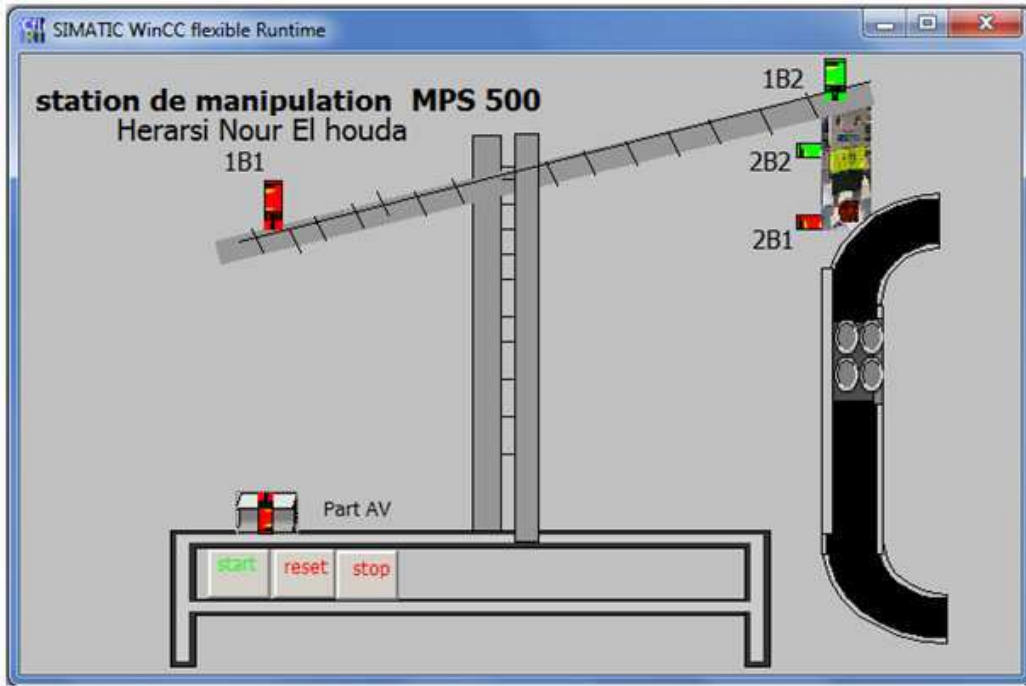 SIMATIC WinCC flexible Runtime
station de manipulation MPS 500
Herarsi Nour El houda
1B2
1B1
2B2
2B1
Part AV
start
reset
stop